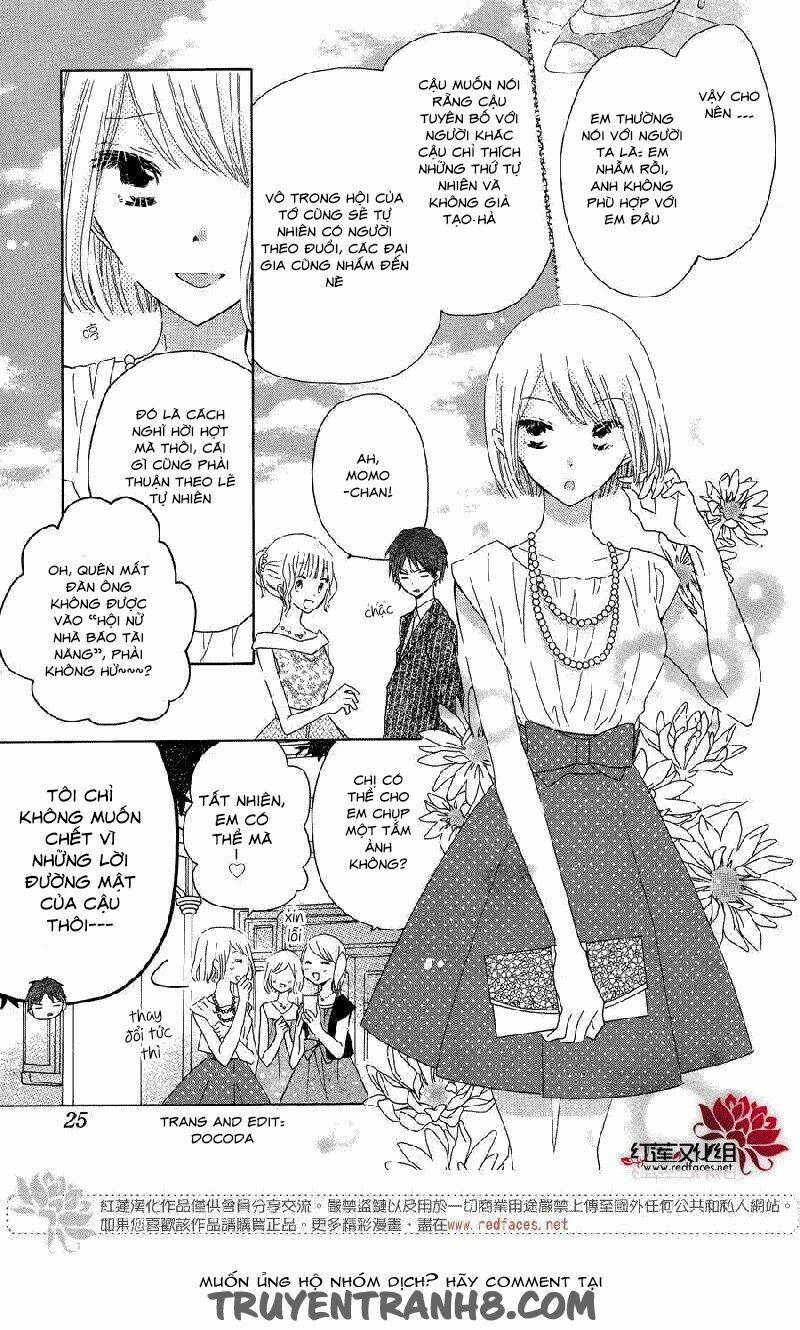 VẬY CHO
NÊN ---
EM THƯỜNG
NÓI VỚI NGƯỜI
TA LÀ: EM
NHẦM RỒI,
ANH KHÔNG
PHÙ HỢP VỚI
EM ĐÂU
CẬU MUỐN NÓI
RẰNG CẬU
TUYÊN BỐ VỚI
NGƯỜI KHÁC
CẬU CHỈ THÍCH
NHỮNG THỨ TỰ
NHIÊN VÀ
KHÔNG GIẢ
TẠO HẢ
VÔ TRONG HỘI CỦA
TỚ CŨNG SẼ TỰ
NHIÊN CÓ NGƯỜI
THEO ĐUỔI, CÁC ĐẠI
GIA CŨNG NHẤM ĐẾN
NÈ
哼
ĐÓ LÀ CÁCH
NGHĨ HỜI HỢT
MÀ THÔI, CÁI
GÌ CŨNG PHẢI
THUẬN THEO LẼ
TỰ NHIÊN
AH,
MOMO
-CHAN!
chậc
OH, QUÊN MẤT
ĐÀN ÔNG
KHÔNG ĐƯỢC
VÀO "HỘI NỮ
NHÀ BÁO TÀI
NĂNG", PHẢI
KHÔNG HỬ~~~?
CHỊ CÓ
THỂ CHO
EM CHỤP
MỘT TẤM
ẢNH
KHÔNG?
TẤT NHIÊN,
EM CÓ
THỂ MÀ
~
♡
xin
lỗi
thay
đổi tức
thì
TÔI CHỈ
KHÔNG MUỐN
CHẾT VÌ
NHỮNG LỜI
ĐƯỜNG MẬT
CỦA CẬU
THÔI---
25
TRANS AND EDIT:
DOCODA
红莲汉化组
www.redfaces.net
紅蓮漢化作品僅供會員分享交流。嚴禁盜鏈以及用於一切商業用途嚴禁上傳至國外任何公共和私人網站。
如果您喜歡該作品請購買正品。更多精彩漫畫，盡在www.redfaces.net
MUỐN ỦNG HỘ NHÓM DỊCH? HÃY COMMENT TẠI
TRUYENTRANH8.COM